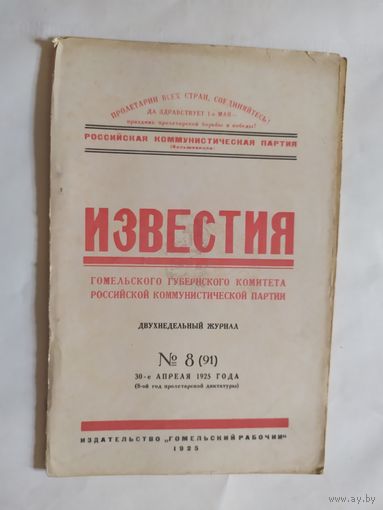 ПРОЛЕТАРИИ ВСЕХ СТРАН, СОЕДИНЯЙТЕСЬ!
ДА ЗДРАВСТВУЕТ 1-е МАЯ—
праздник пролетарской борьбы и победы!
РОССИЙСКАЯ КОММУНИСТИЧЕСКАЯ ПАРТИЯ
(большевиков)
ИЗВЕСТИЯ
ГОМЕЛЬСКОГО ГУБЕРНСКОГО КОМИТЕТА
РОССИЙСКОЙ КОММУНИСТИЧЕСКОЙ ПАРТИИ
ДВУХНЕДЕЛЬНЫЙ ЖУРНАЛ
№ 8 (91)
30-е АПРЕЛЯ 1925 ГОДА
(8-ой год пролетарской диктатуры)
ИЗДАТЕЛЬСТВО „ГОМЕЛЬСКИЙ РАБОЧИЙ"
1925
© www.ay.by